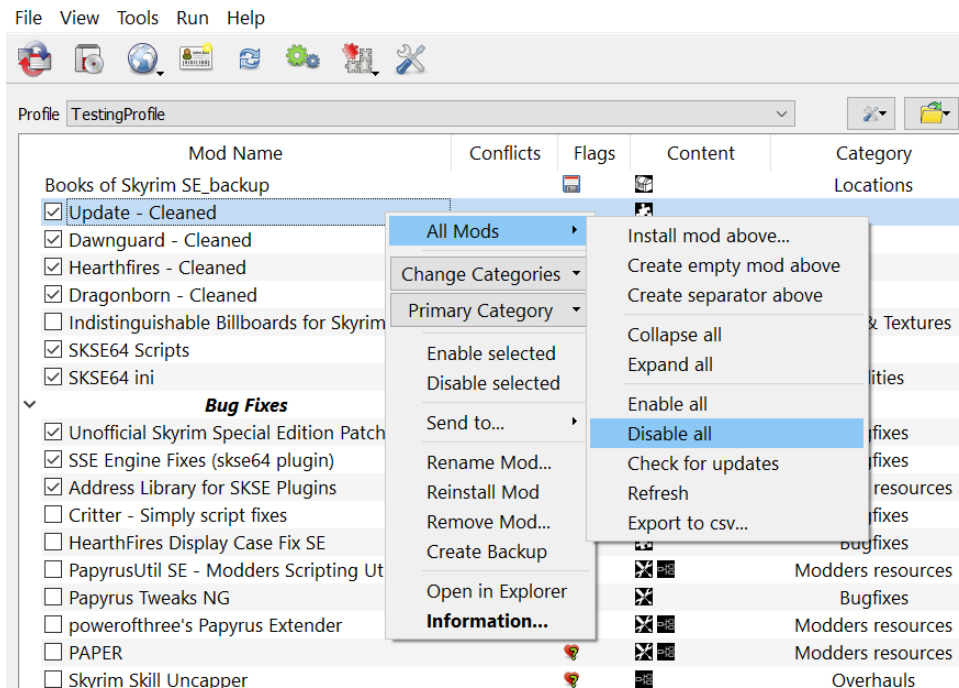 File View Tools Run Help
Profile TestingProfile
Mod Name Conflicts Flags Content Category
Books of Skyrim SE_backup Locations
Update - Cleaned
Dawnguard - Cleaned
Hearthfires - Cleaned
Dragonborn - Cleaned
Indistinguishable Billboards for Skyrim & Textures
SKSE64 Scripts
SKSE64 ini lities
Bug Fixes
Unofficial Skyrim Special Edition Patch fixes
SSE Engine Fixes (skse64 plugin) fixes
Address Library for SKSE Plugins resources
Critter - Simply script fixes fixes
HearthFires Display Case Fix SE Bugfixes
PapyrusUtil SE - Modders Scripting Ut Modders resources
Papyrus Tweaks NG Bugfixes
powerofthree's Papyrus Extender Modders resources
PAPER Modders resources
Skyrim Skill Uncapper Overhauls
All Mods
Change Categories
Primary Category
Enable selected
Disable selected
Send to...
Rename Mod...
Reinstall Mod
Remove Mod...
Create Backup
Open in Explorer
Information...
Install mod above...
Create empty mod above
Create separator above
Collapse all
Expand all
Enable all
Disable all
Check for updates
Refresh
Export to csv...